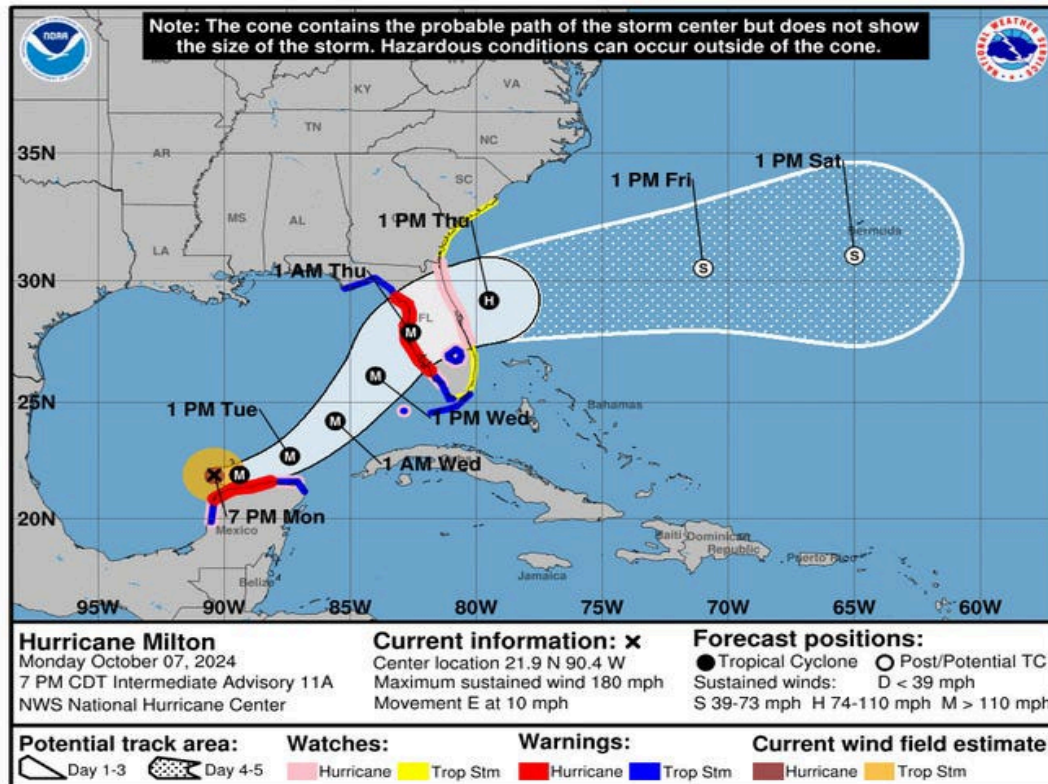 Note: The cone contains the probable path of the storm center but does not show
the size of the storm. Hazardous conditions can occur outside of the cone.
NOAA
NATIONAL WEATHER SERVICE
KY
VA
TN
NC
AR
SC
MS
AL
LA
FL
35N
30N
25N
20N
1 PM Sat
1 PM Fri
Bermuda
1 PM Thu
1 AM Thu
1 PM Tue
1 PM Wed
1 AM Wed
7 PM Mon
S
S
H
M
M
M
M
M
Bahamas
Cuba
Mexico
Belize
Haiti
Dominican
Republic
Puerto Rico
Jamaica
95W 90W 85W 80W 75W 70W 65W 60W
Hurricane Milton
Monday October 07, 2024
7 PM CDT Intermediate Advisory 11A
NWS National Hurricane Center
Current information: ×
Center location 21.9 N 90.4 W
Maximum sustained wind 180 mph
Movement E at 10 mph
Forecast positions:
Tropical Cyclone Post/Potential TC
Sustained winds: D < 39 mph
S 39-73 mph H 74-110 mph M > 110 mph
Potential track area:
Day 1-3 Day 4-5
Watches:
Hurricane Trop Stm
Warnings:
Hurricane Trop Stm
Current wind field estimate
Hurricane Trop Stm